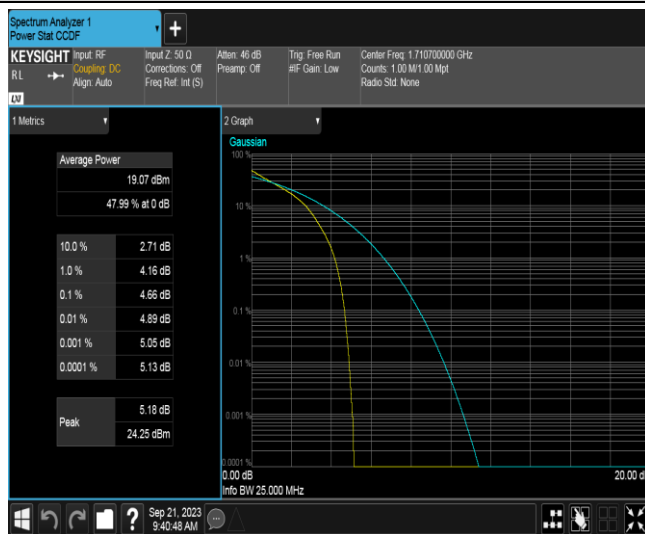 Spectrum Analyzer 1
Power Stat CCDF
+
KEYSIGHT Input: RF Input Z: 50 Ω Atten: 46 dB Trig: Free Run Center Freq: 1.710700000 GHz
RL Coupling: DC Corrections: Off Preamp: Off #IF Gain: Low Counts: 1.00 M/1.00 Mpt
Align: Auto Freq Ref: Int (S) Radio Std: None
LXI
1 Metrics
Average Power
19.07 dBm
47.99 % at 0 dB
10.0 % 2.71 dB
1.0 % 4.16 dB
0.1 % 4.66 dB
0.01 % 4.89 dB
0.001 % 5.05 dB
0.0001 % 5.13 dB
Peak 5.18 dB
24.25 dBm
2 Graph
Gaussian
100 %
10 %
1 %
0.1 %
0.01 %
0.001 %
0.0001 %
0.00 dB 20.00 d
Info BW 25.000 MHz
? Sep 21, 2023
9:40:48 AM